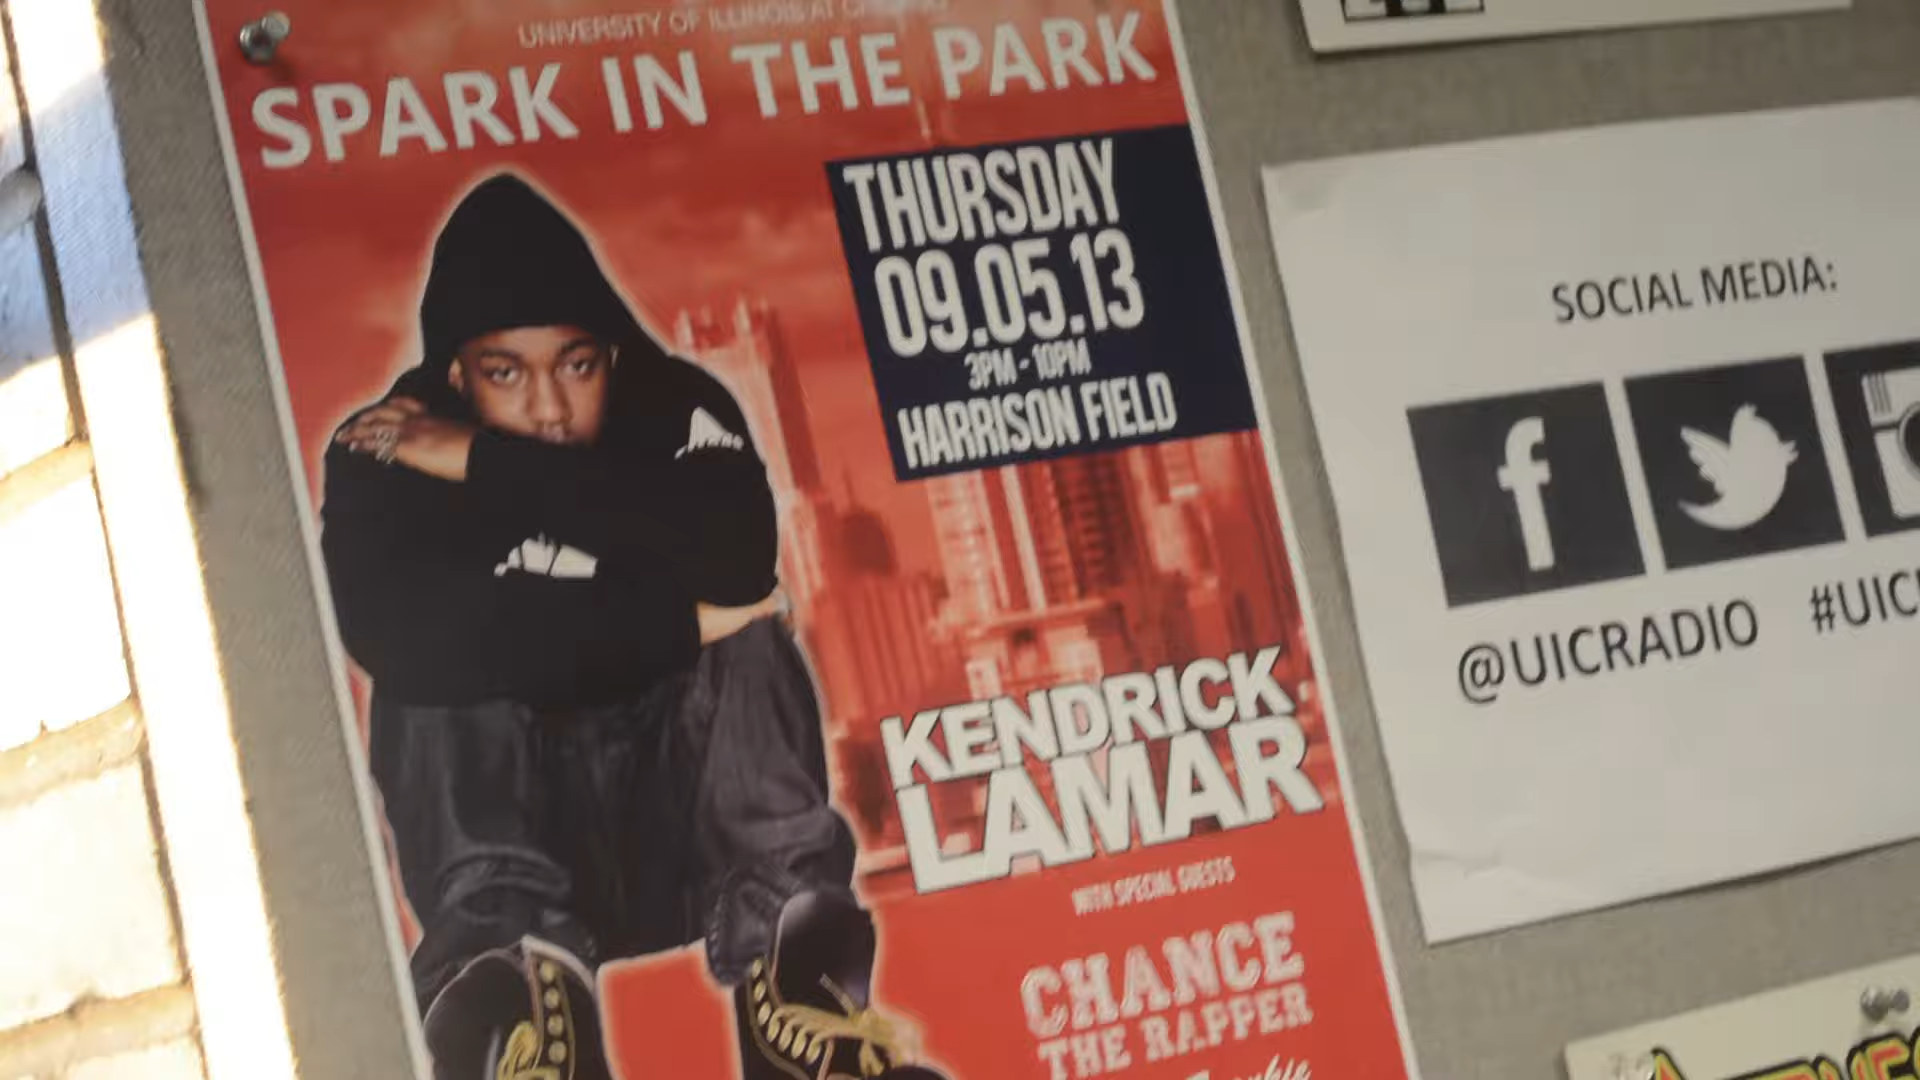 UNIVERSITY OF ILLINOIS AT CHICAGO
SPARK IN THE PARK
THURSDAY
09.05.13
3PM - 10PM
HARRISON FIELD
KENDRICK
LAMAR
WITH SPECIAL GUESTS
CHANCE
THE RAPPER
SOCIAL MEDIA:
@UICRADIO